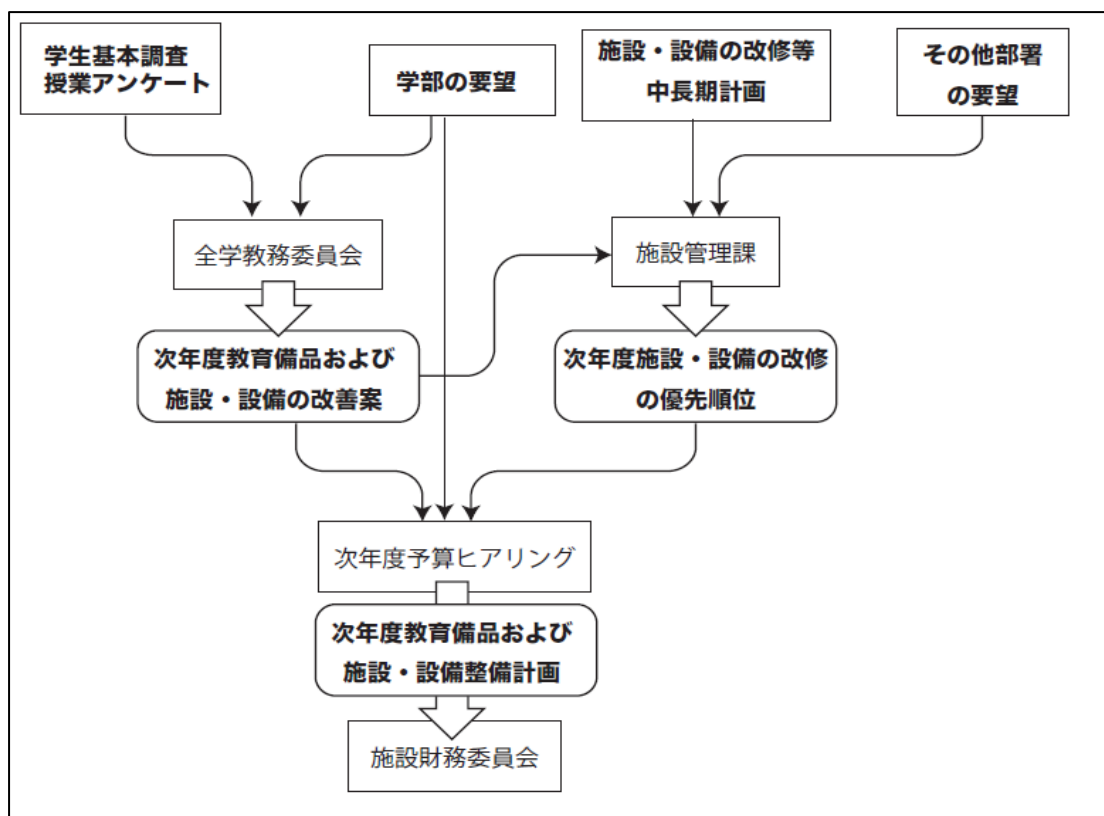 学生基本調査
授業アンケート
学部の要望
施設・設備の改修等
中長期計画
その他部署
の要望
全学教務委員会
施設管理課
次年度教育備品および
施設・設備の改善案
次年度施設・設備の改修
の優先順位
次年度予算ヒアリング
次年度教育備品および
施設・設備整備計画
施設財務委員会